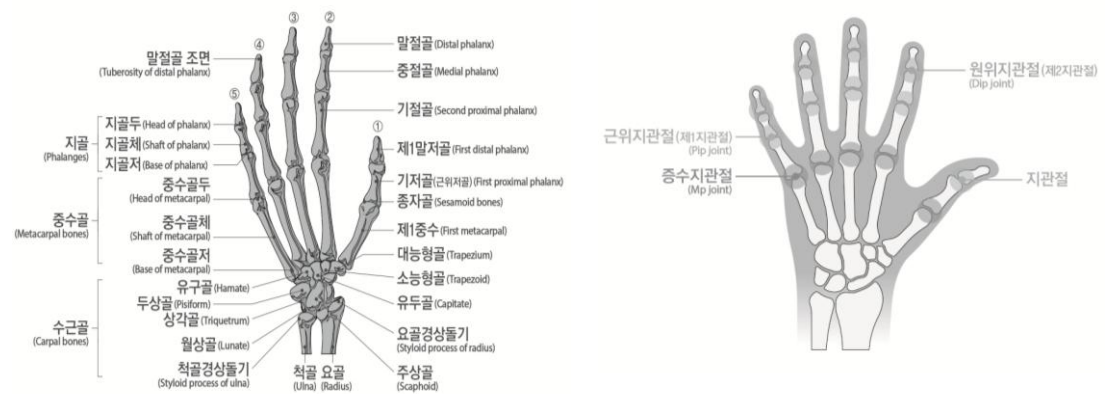 ③
②
④
말절골 조면
(Tuberosity of distal phalanx)
⑤
지골
(Phalanges)
지골두 (Head of phalanx)
지골체 (Shaft of phalanx)
지골저 (Base of phalanx)
중수골
(Metacarpal bones)
중수골두
(Head of metacarpal)
중수골체
(Shaft of metacarpal)
중수골저
(Base of metacarpal)
수근골
(Carpal bones)
유구골 (Hamate)
두상골 (Pisiform)
상각골 (Triquetrum)
월상골 (Lunate)
척골경상돌기
(Styloid process of ulna)
척골
(Ulna)
요골
(Radius)
말절골 (Distal phalanx)
중절골 (Medial phalanx)
기절골 (Second proximal phalanx)
①
제1말저골 (First distal phalanx)
기저골(근위저골) (First proximal phalanx)
종자골 (Sesamoid bones)
제1중수 (First metacarpal)
대능형골 (Trapezium)
소능형골 (Trapezoid)
유두골 (Capitate)
요골경상돌기
(Styloid process of radius)
주상골
(Scaphoid)
원위지관절 (제2지관절)
(Dip joint)
근위지관절 (제1지관절)
(Pip joint)
증수지관절
(Mp joint)
지관절